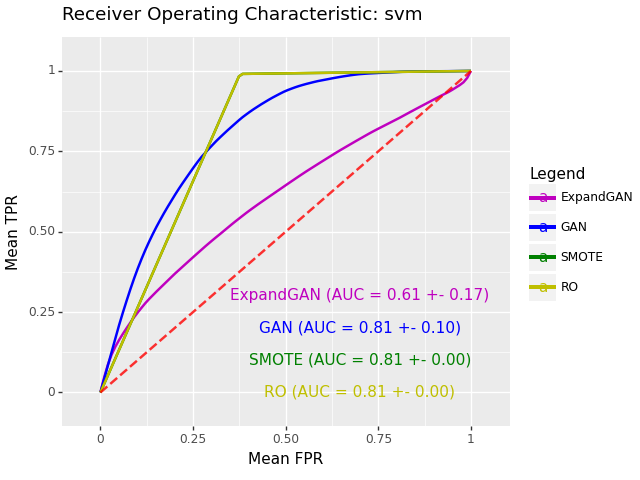 Receiver Operating Characteristic: svm
Mean TPR
1
0.75
0.50
0.25
0
ExpandGAN (AUC = 0.61 +- 0.17)
GAN (AUC = 0.81 +- 0.10)
SMOTE (AUC = 0.81 +- 0.00)
RO (AUC = 0.81 +- 0.00)
0
0.25
0.50
0.75
1
Mean FPR
Legend
a ExpandGAN
a GAN
a SMOTE
a RO